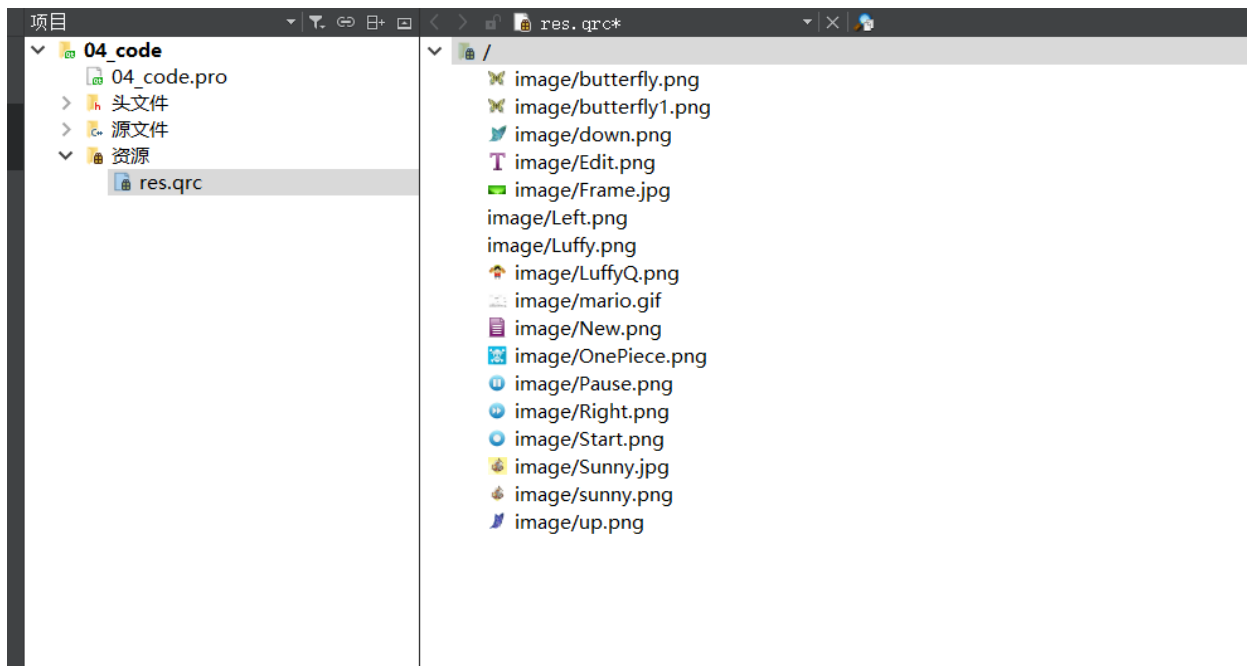 项目
res.qrc*
04_code
04_code.pro
头文件
源文件
资源
res.qrc
/
image/butterfly.png
image/butterfly1.png
image/down.png
image/Edit.png
image/Frame.jpg
image/Left.png
image/Luffy.png
image/LuffyQ.png
image/mario.gif
image/New.png
image/OnePiece.png
image/Pause.png
image/Right.png
image/Start.png
image/Sunny.jpg
image/sunny.png
image/up.png